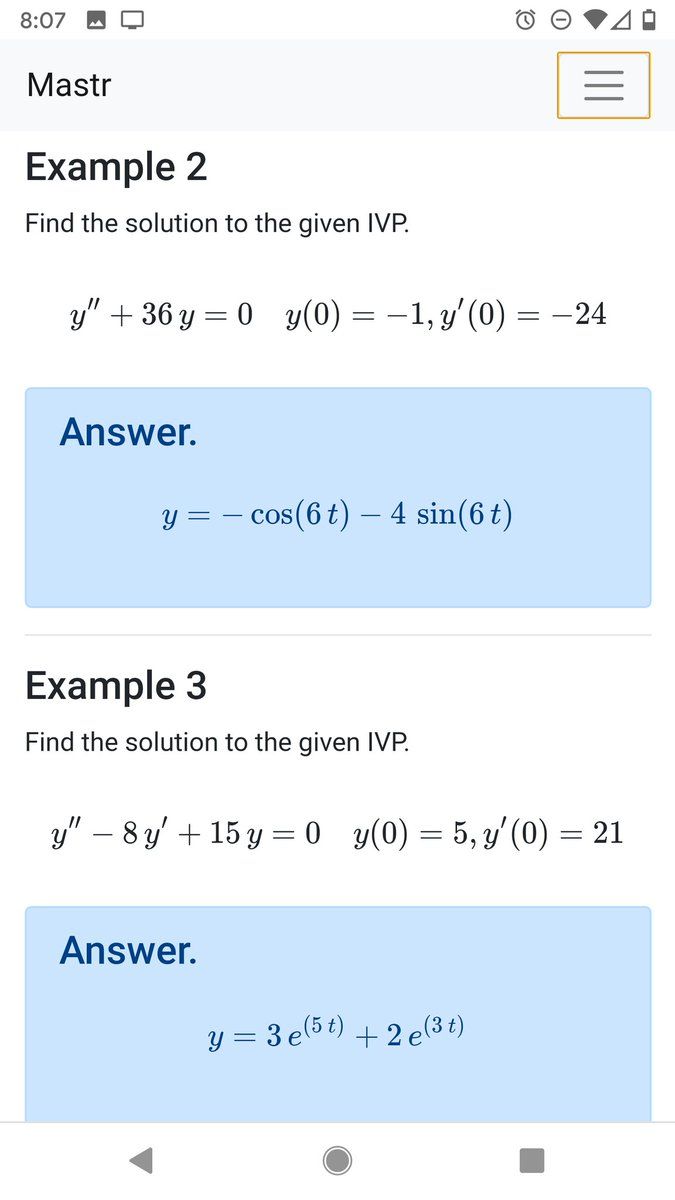 8:07
Mastr
Example 2
Find the solution to the given IVP.
y″ + 36 y = 0   y(0) = −1, y′(0) = −24
Answer.
y = − cos(6 t) − 4 sin(6 t)
Example 3
Find the solution to the given IVP.
y″ − 8 y′ + 15 y = 0   y(0) = 5, y′(0) = 21
Answer.
y = 3 e^(5 t) + 2 e^(3 t)